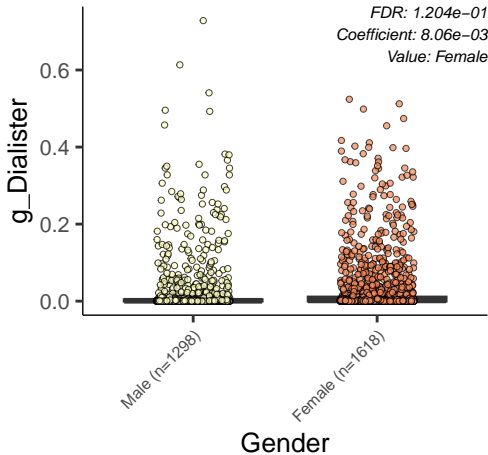 FDR: 1.204e−01
Coefficient: 8.06e−03
Value: Female
0.6
0.4
0.2
0.0
g_Dialister
Male (n=1298)
Female (n=1618)
Gender